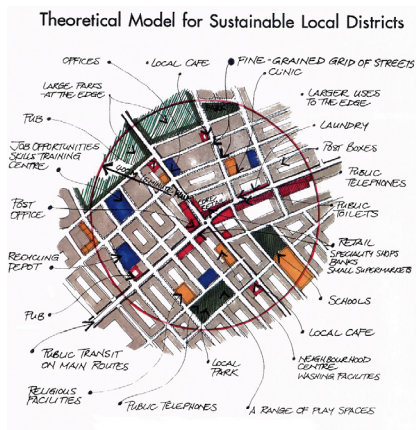 Theoretical Model for Sustainable Local Districts
OFFICES
LOCAL CAFE
FINE-GRAINED GRID OF STREETS
CLINIC
LARGE PARKS
AT THE EDGE
LARGER USES
TO THE EDGE
PUB
LAUNDRY
JOB OPPORTUNITIES
SKILLS TRAINING
CENTRE
POST BOXES
PUBLIC
TELEPHONES
POST
OFFICE
PUBLIC
TOILETS
RETAIL
SPECIALITY SHOPS
BANKS
SMALL SUPERMARKETS
RECYCLING
DEPOT
SCHOOLS
PUB
LOCAL CAFE
PUBLIC TRANSIT
ON MAIN ROUTES
LOCAL
PARK
NEIGHBOURHOOD
CENTRE
WASHING FACILITIES
RELIGIOUS
FACILITIES
PUBLIC TELEPHONES
A RANGE OF PLAY SPACES